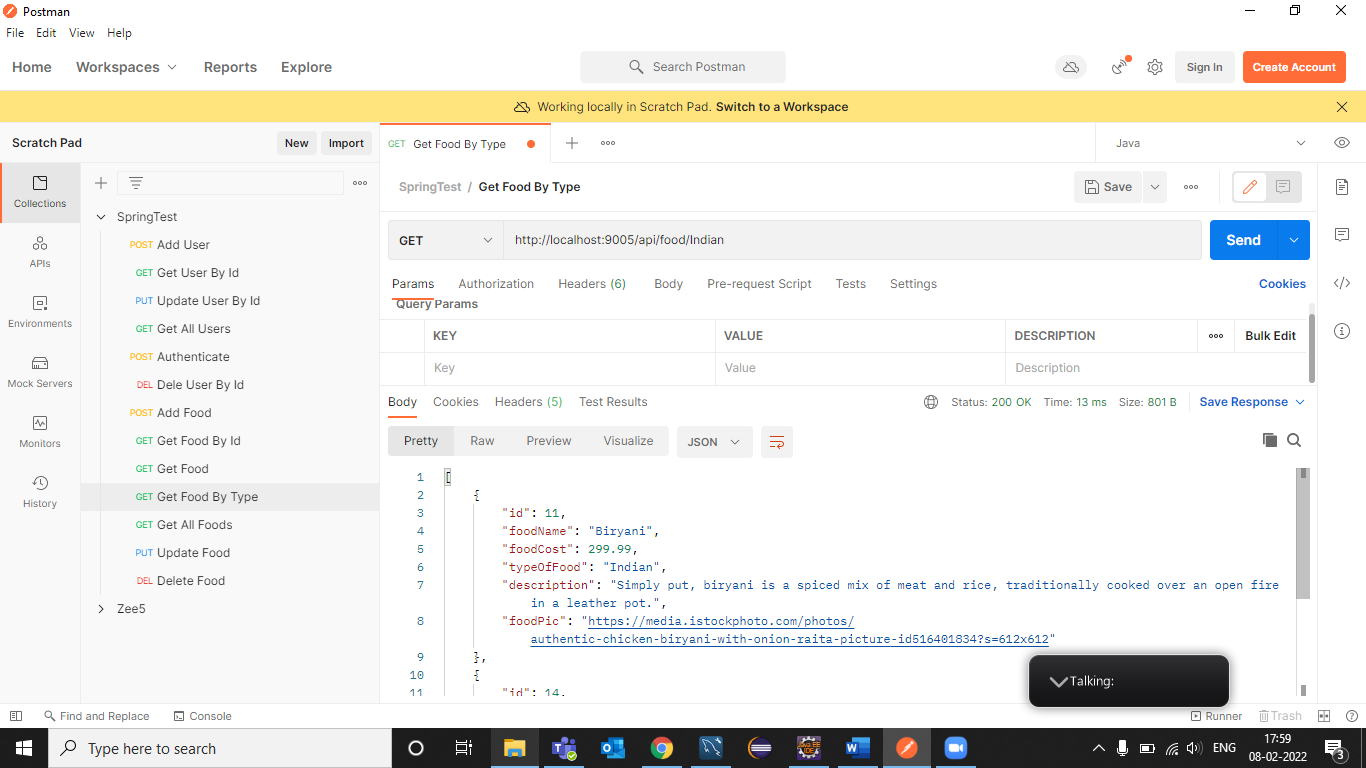 Postman
File Edit View Help
Home Workspaces Reports Explore Search Postman Sign In Create Account
Working locally in Scratch Pad. Switch to a Workspace
Scratch Pad New Import
GET Get Food By Type Java
Collections
APIs
Environments
Mock Servers
Monitors
History
SpringTest
POST Add User
GET Get User By Id
PUT Update User By Id
GET Get All Users
POST Authenticate
DEL Dele User By Id
POST Add Food
GET Get Food By Id
GET Get Food
GET Get Food By Type
GET Get All Foods
PUT Update Food
DEL Delete Food
Zee5
SpringTest / Get Food By Type Save
GET http://localhost:9005/api/food/Indian Send
Params Authorization Headers (6) Body Pre-request Script Tests Settings Cookies
Query Params
KEY VALUE DESCRIPTION Bulk Edit
Key Value Description
Body Cookies Headers (5) Test Results Status: 200 OK Time: 13 ms Size: 801 B Save Response
Pretty Raw Preview Visualize JSON
1 [
2 {
3 "id": 11,
4 "foodName": "Biryani",
5 "foodCost": 299.99,
6 "typeOfFood": "Indian",
7 "description": "Simply put, biryani is a spiced mix of meat and rice, traditionally cooked over an open fire
in a leather pot.",
8 "foodPic": "https://media.istockphoto.com/photos/
authentic-chicken-biryani-with-onion-raita-picture-id516401834?s=612x612"
9 },
10 {
11 "id": 14,
Talking:
Find and Replace Console Runner Trash
Type here to search
ENG
17:59
08-02-2022
3